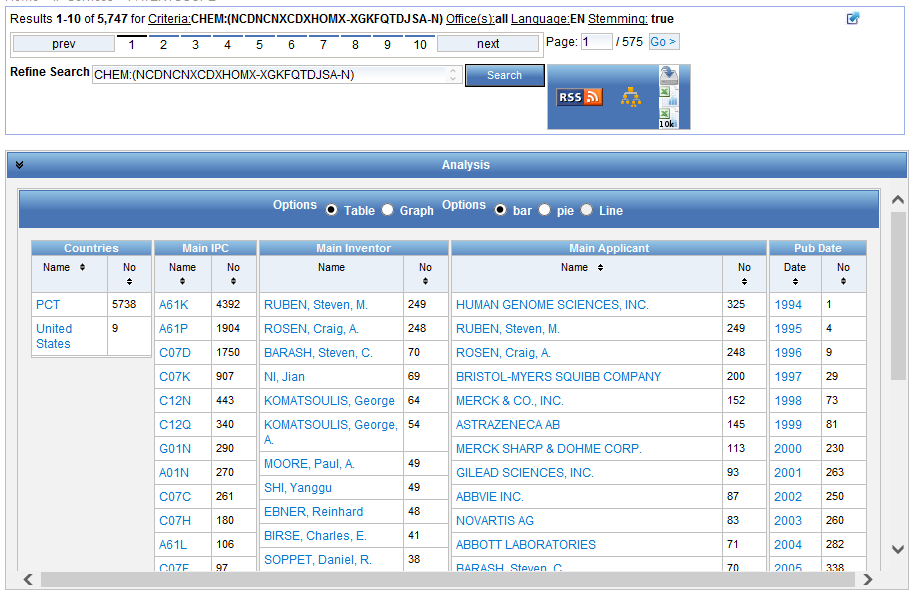 Results 1-10 of 5,747 for Criteria:CHEM:(NCDNCNXCDXHOMX-XGKFQTDJSA-N) Office(s):all Language:EN Stemming: true
prev 1 2 3 4 5 6 7 8 9 10 next Page: 1 / 575 Go >
Refine Search CHEM:(NCDNCNXCDXHOMX-XGKFQTDJSA-N) Search
RSS
10k
Analysis
Options Table Graph Options bar pie Line
Countries Main IPC Main Inventor Main Applicant Pub Date
Name No Name No Name No Name No Date No
PCT 5738 A61K 4392 RUBEN, Steven, M. 249 HUMAN GENOME SCIENCES, INC. 325 1994 1
United States 9 A61P 1904 ROSEN, Craig, A. 248 RUBEN, Steven, M. 249 1995 4
C07D 1750 BARASH, Steven, C. 70 ROSEN, Craig, A. 248 1996 9
C07K 907 NI, Jian 69 BRISTOL-MYERS SQUIBB COMPANY 200 1997 29
C12N 443 KOMATSOULIS, George 64 MERCK & CO., INC. 152 1998 73
C12Q 340 KOMATSOULIS, George, A. 54 ASTRAZENECA AB 145 1999 81
G01N 290 MOORE, Paul, A. 49 MERCK SHARP & DOHME CORP. 113 2000 230
A01N 270 SHI, Yanggu 49 GILEAD SCIENCES, INC. 93 2001 263
C07C 261 EBNER, Reinhard 48 ABBVIE INC. 87 2002 250
C07H 180 BIRSE, Charles, E. 41 NOVARTIS AG 83 2003 260
A61L 106 SOPPET, Daniel, R. 38 ABBOTT LABORATORIES 71 2004 282
97 BARASH, Steven, C. 70 2005 338